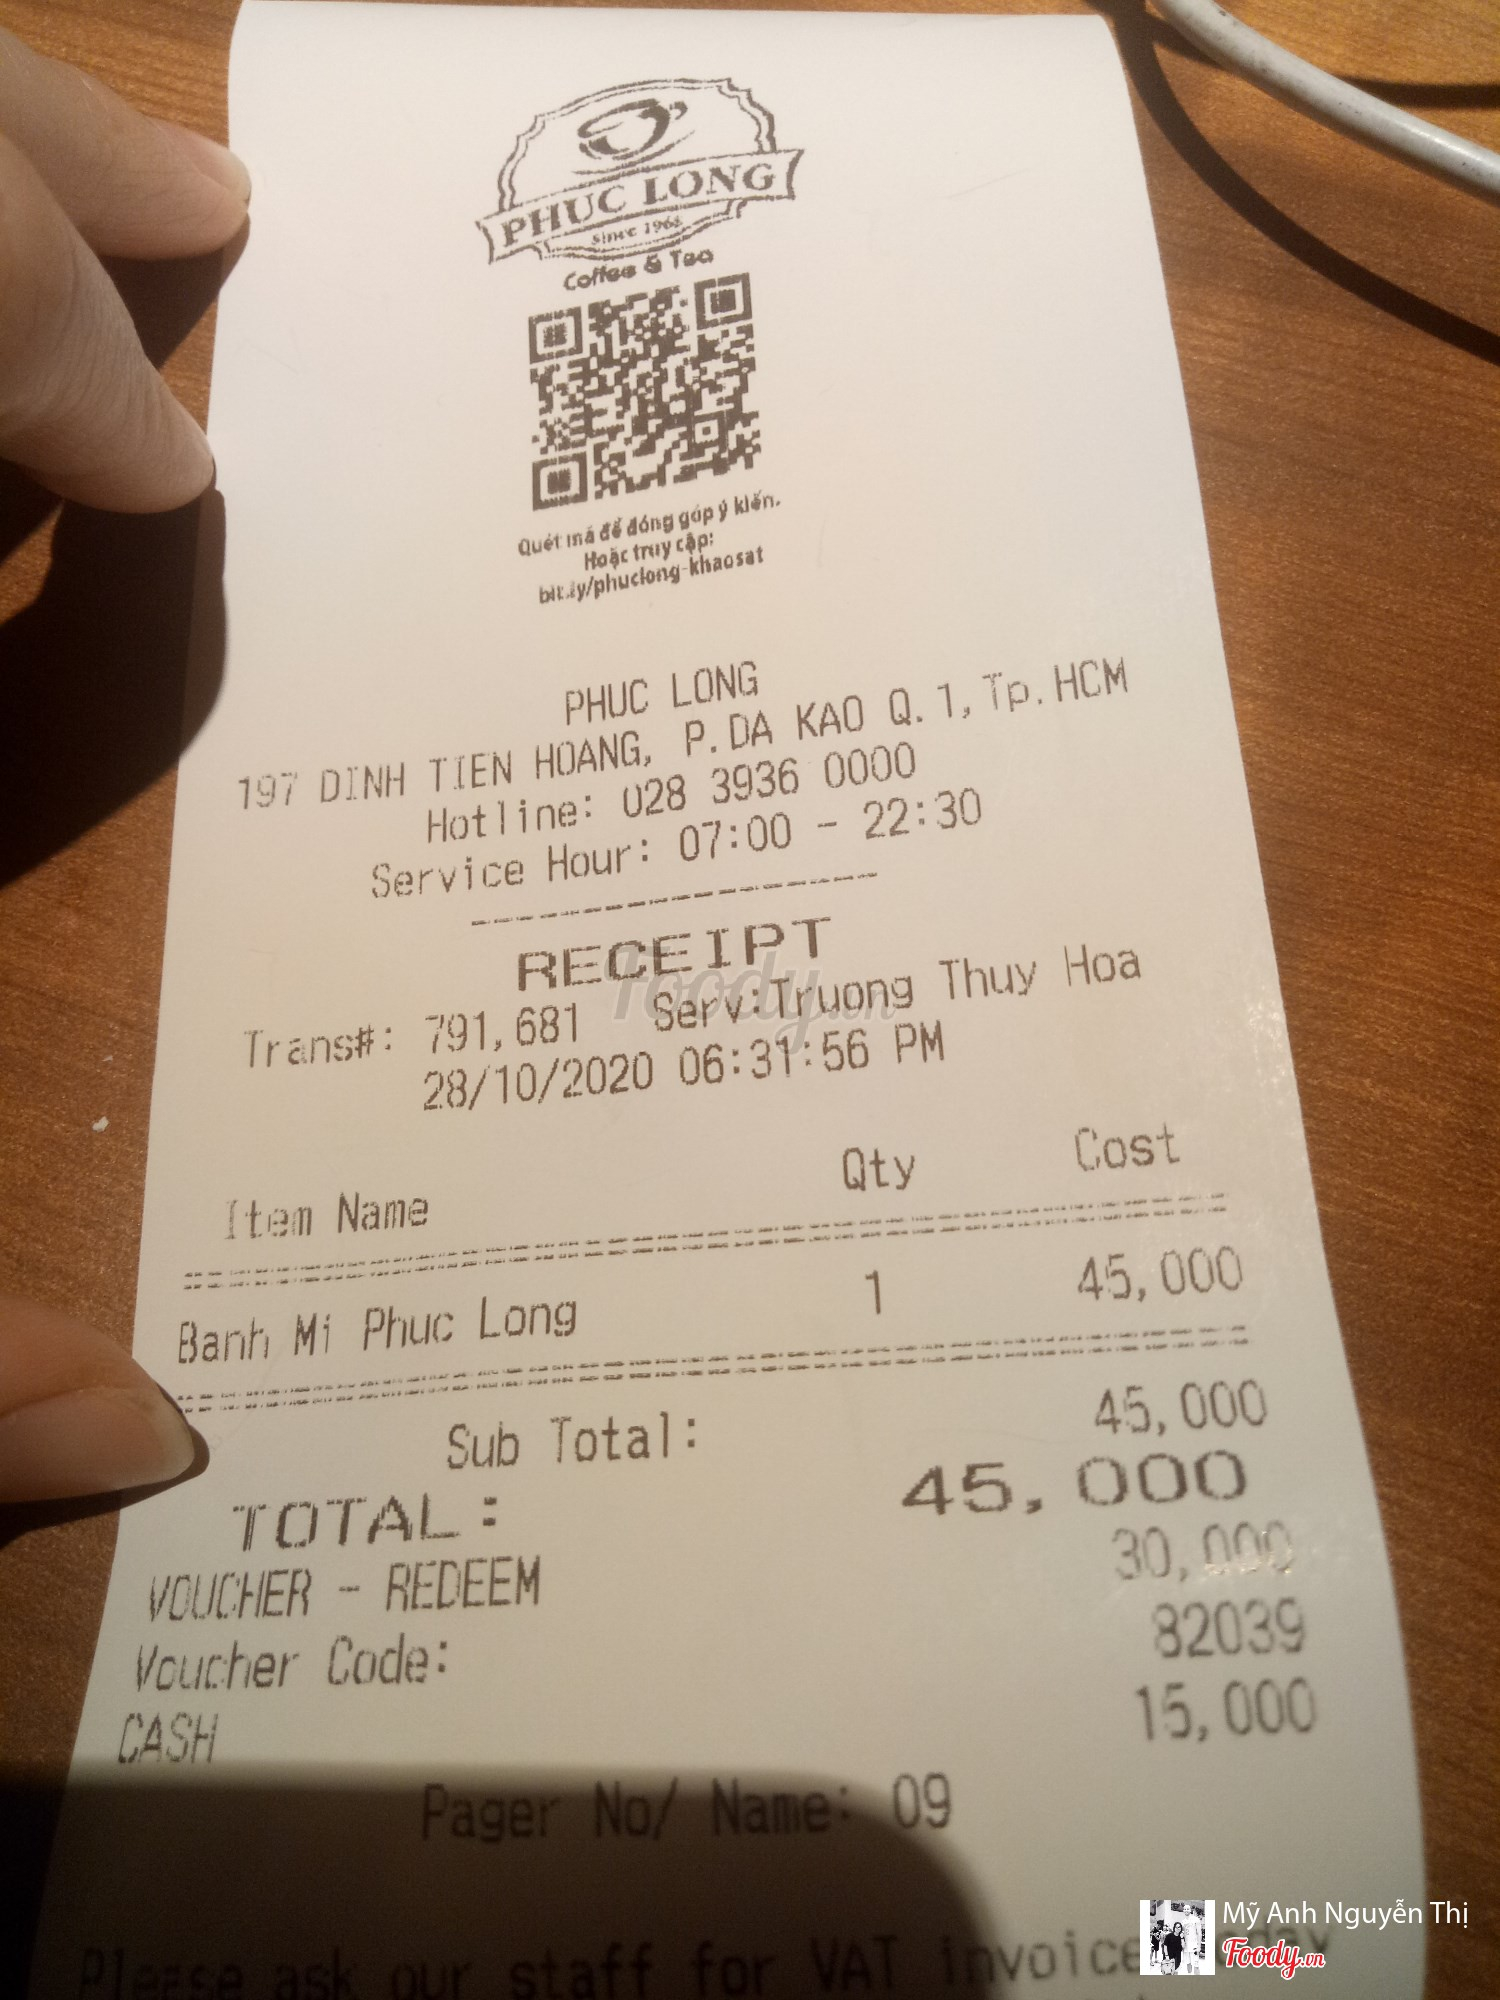 PHUC LONG
since 1968
Coffee & Tea
Quét mã để đóng góp ý kiến.
Hoặc truy cập:
bit.ly/phuclong-khaosat
PHUC LONG
197 DINH TIEN HOANG, P.DA KAO Q.1,Tp.HCM
Hotline: 028 3936 0000
Service Hour: 07:00 - 22:30
RECEIPT
Trans#: 791,681 Serv:Truong Thuy Hoa
28/10/2020 06:31:56 PM
Item Name Qty Cost
Banh Mi Phuc Long 1 45,000
Sub Total: 45,000
TOTAL: 45,000
VOUCHER - REDEEM 30,000
Voucher Code: 82039
CASH 15,000
Pager No/ Name: 09
Please ask our staff for VAT invoice
Foody.vn
Mỹ Anh Nguyễn Thị
Foody.vn